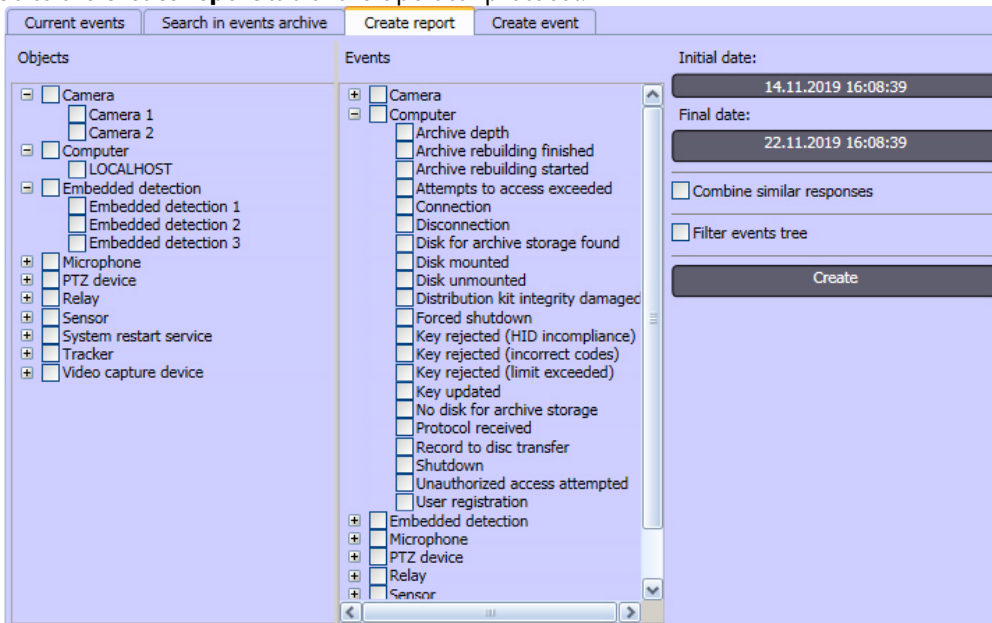 Current events
Search in events archive
Create report
Create event
Objects
Camera
Camera 1
Camera 2
Computer
LOCALHOST
Embedded detection
Embedded detection 1
Embedded detection 2
Embedded detection 3
Microphone
PTZ device
Relay
Sensor
System restart service
Tracker
Video capture device
Events
Camera
Computer
Archive depth
Archive rebuilding finished
Archive rebuilding started
Attempts to access exceeded
Connection
Disconnection
Disk for archive storage found
Disk mounted
Disk unmounted
Distribution kit integrity damaged
Forced shutdown
Key rejected (HID incompliance)
Key rejected (incorrect codes)
Key rejected (limit exceeded)
Key updated
No disk for archive storage
Protocol received
Record to disc transfer
Shutdown
Unauthorized access attempted
User registration
Embedded detection
Microphone
PTZ device
Relay
Sensor
Initial date:
14.11.2019 16:08:39
Final date:
22.11.2019 16:08:39
Combine similar responses
Filter events tree
Create